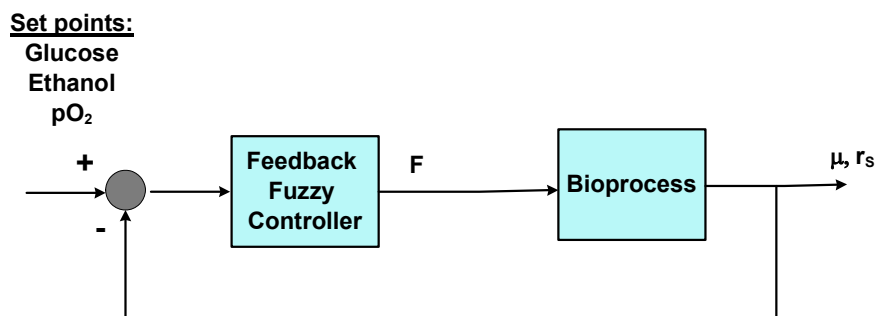 Set points:
Glucose
Ethanol
pO₂
+
-
Feedback
Fuzzy
Controller
F
Bioprocess
μ, rₛ